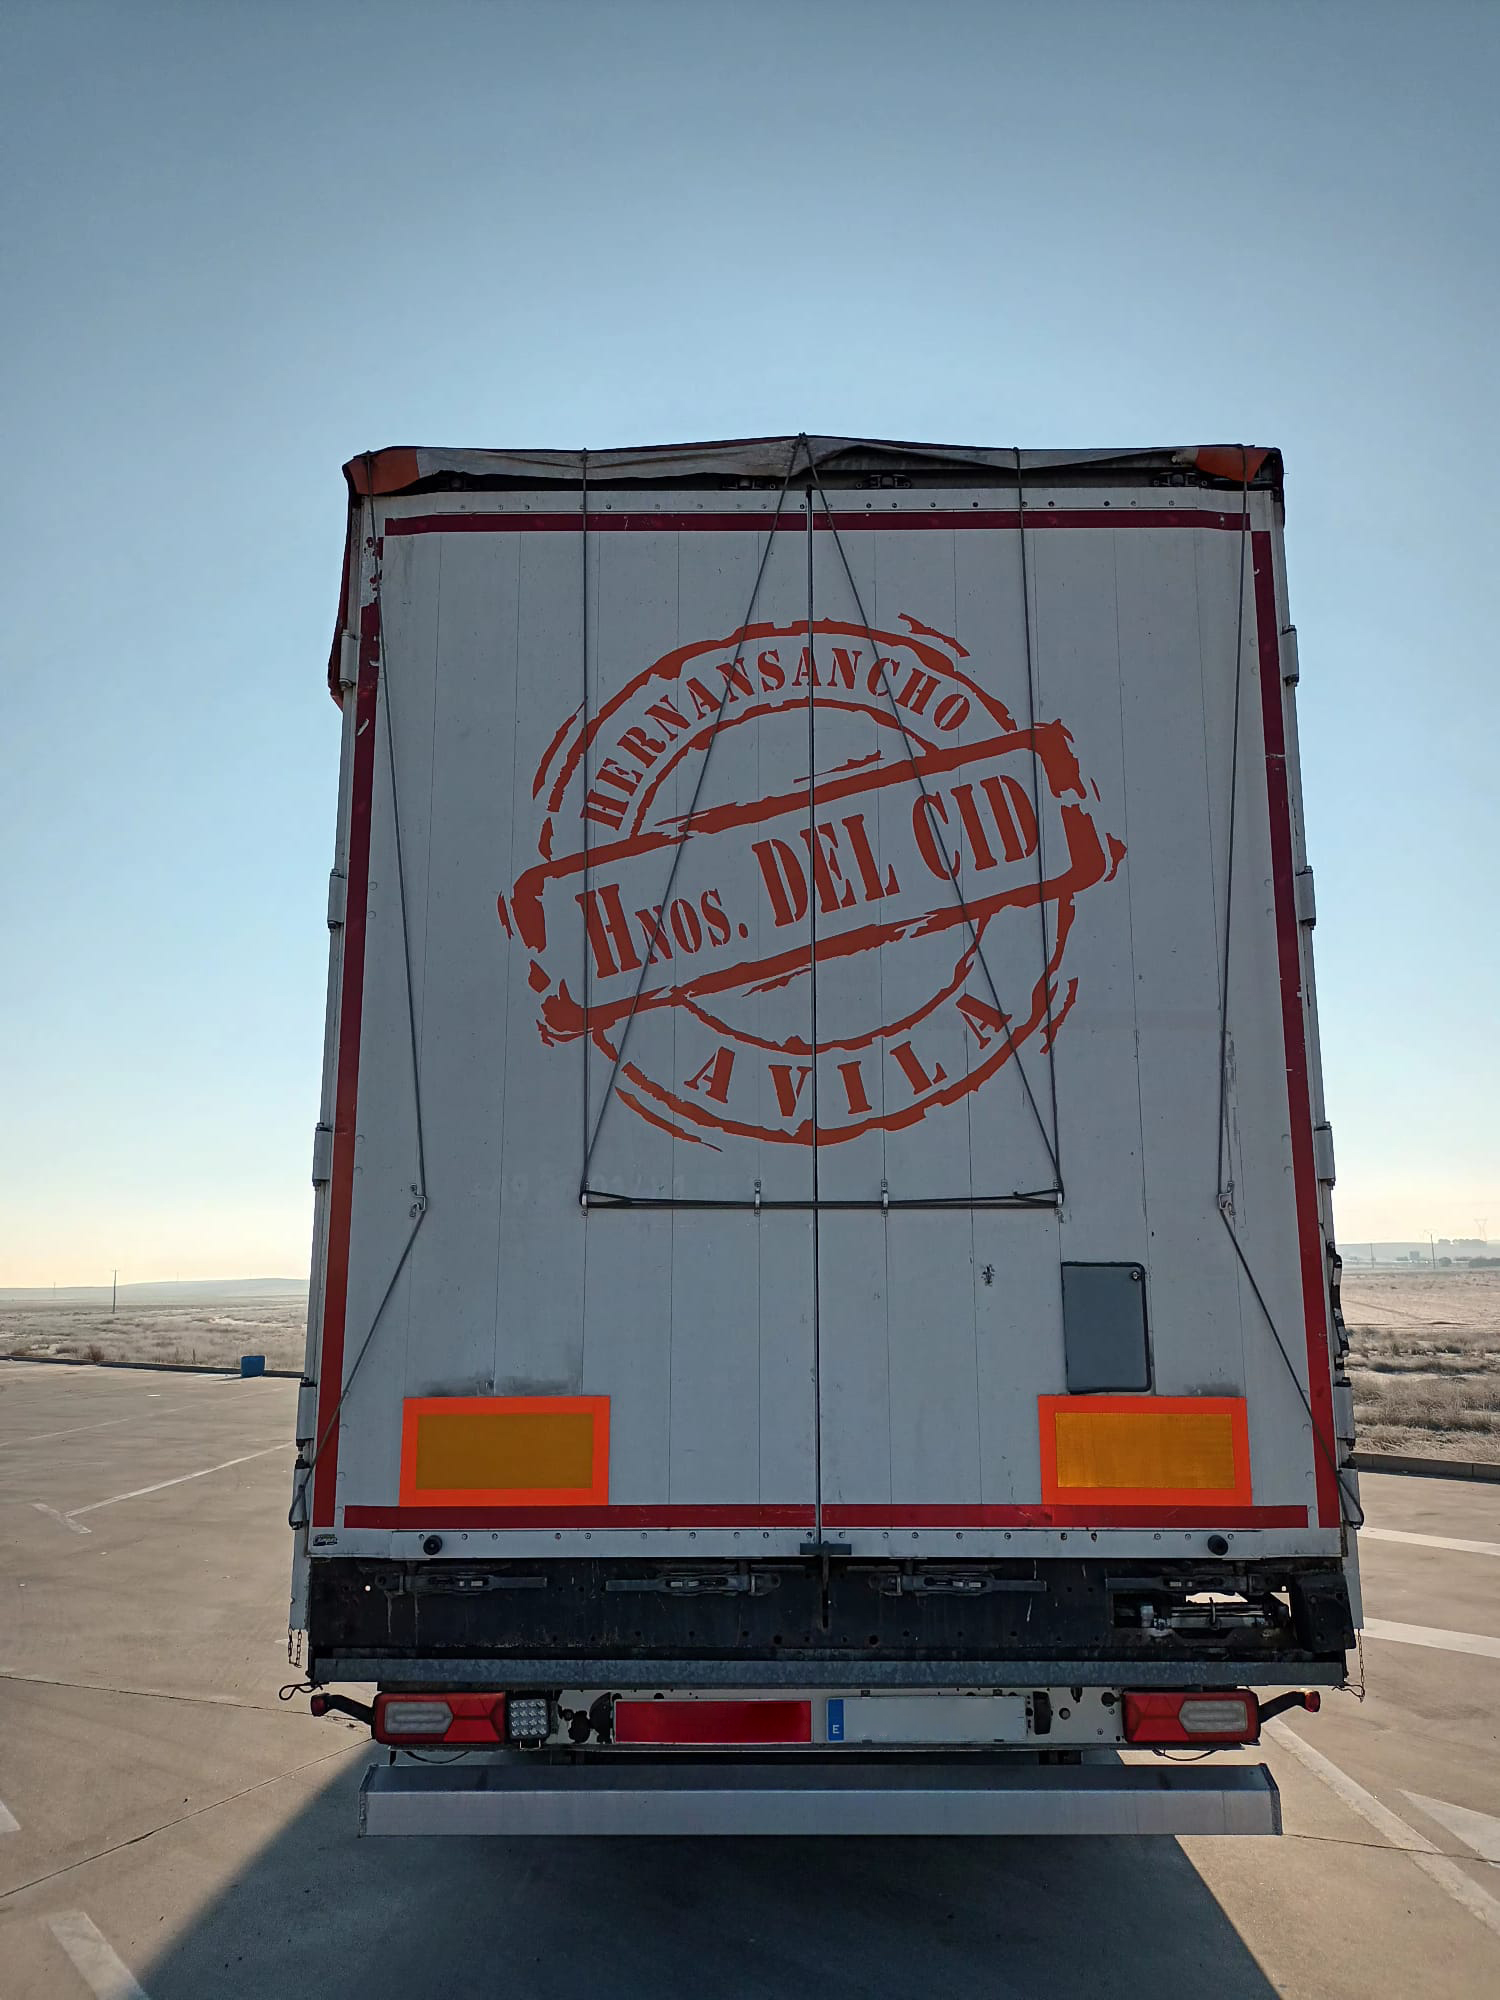 HERNANSANCHO
HNOS. DEL CID
AVILA
E